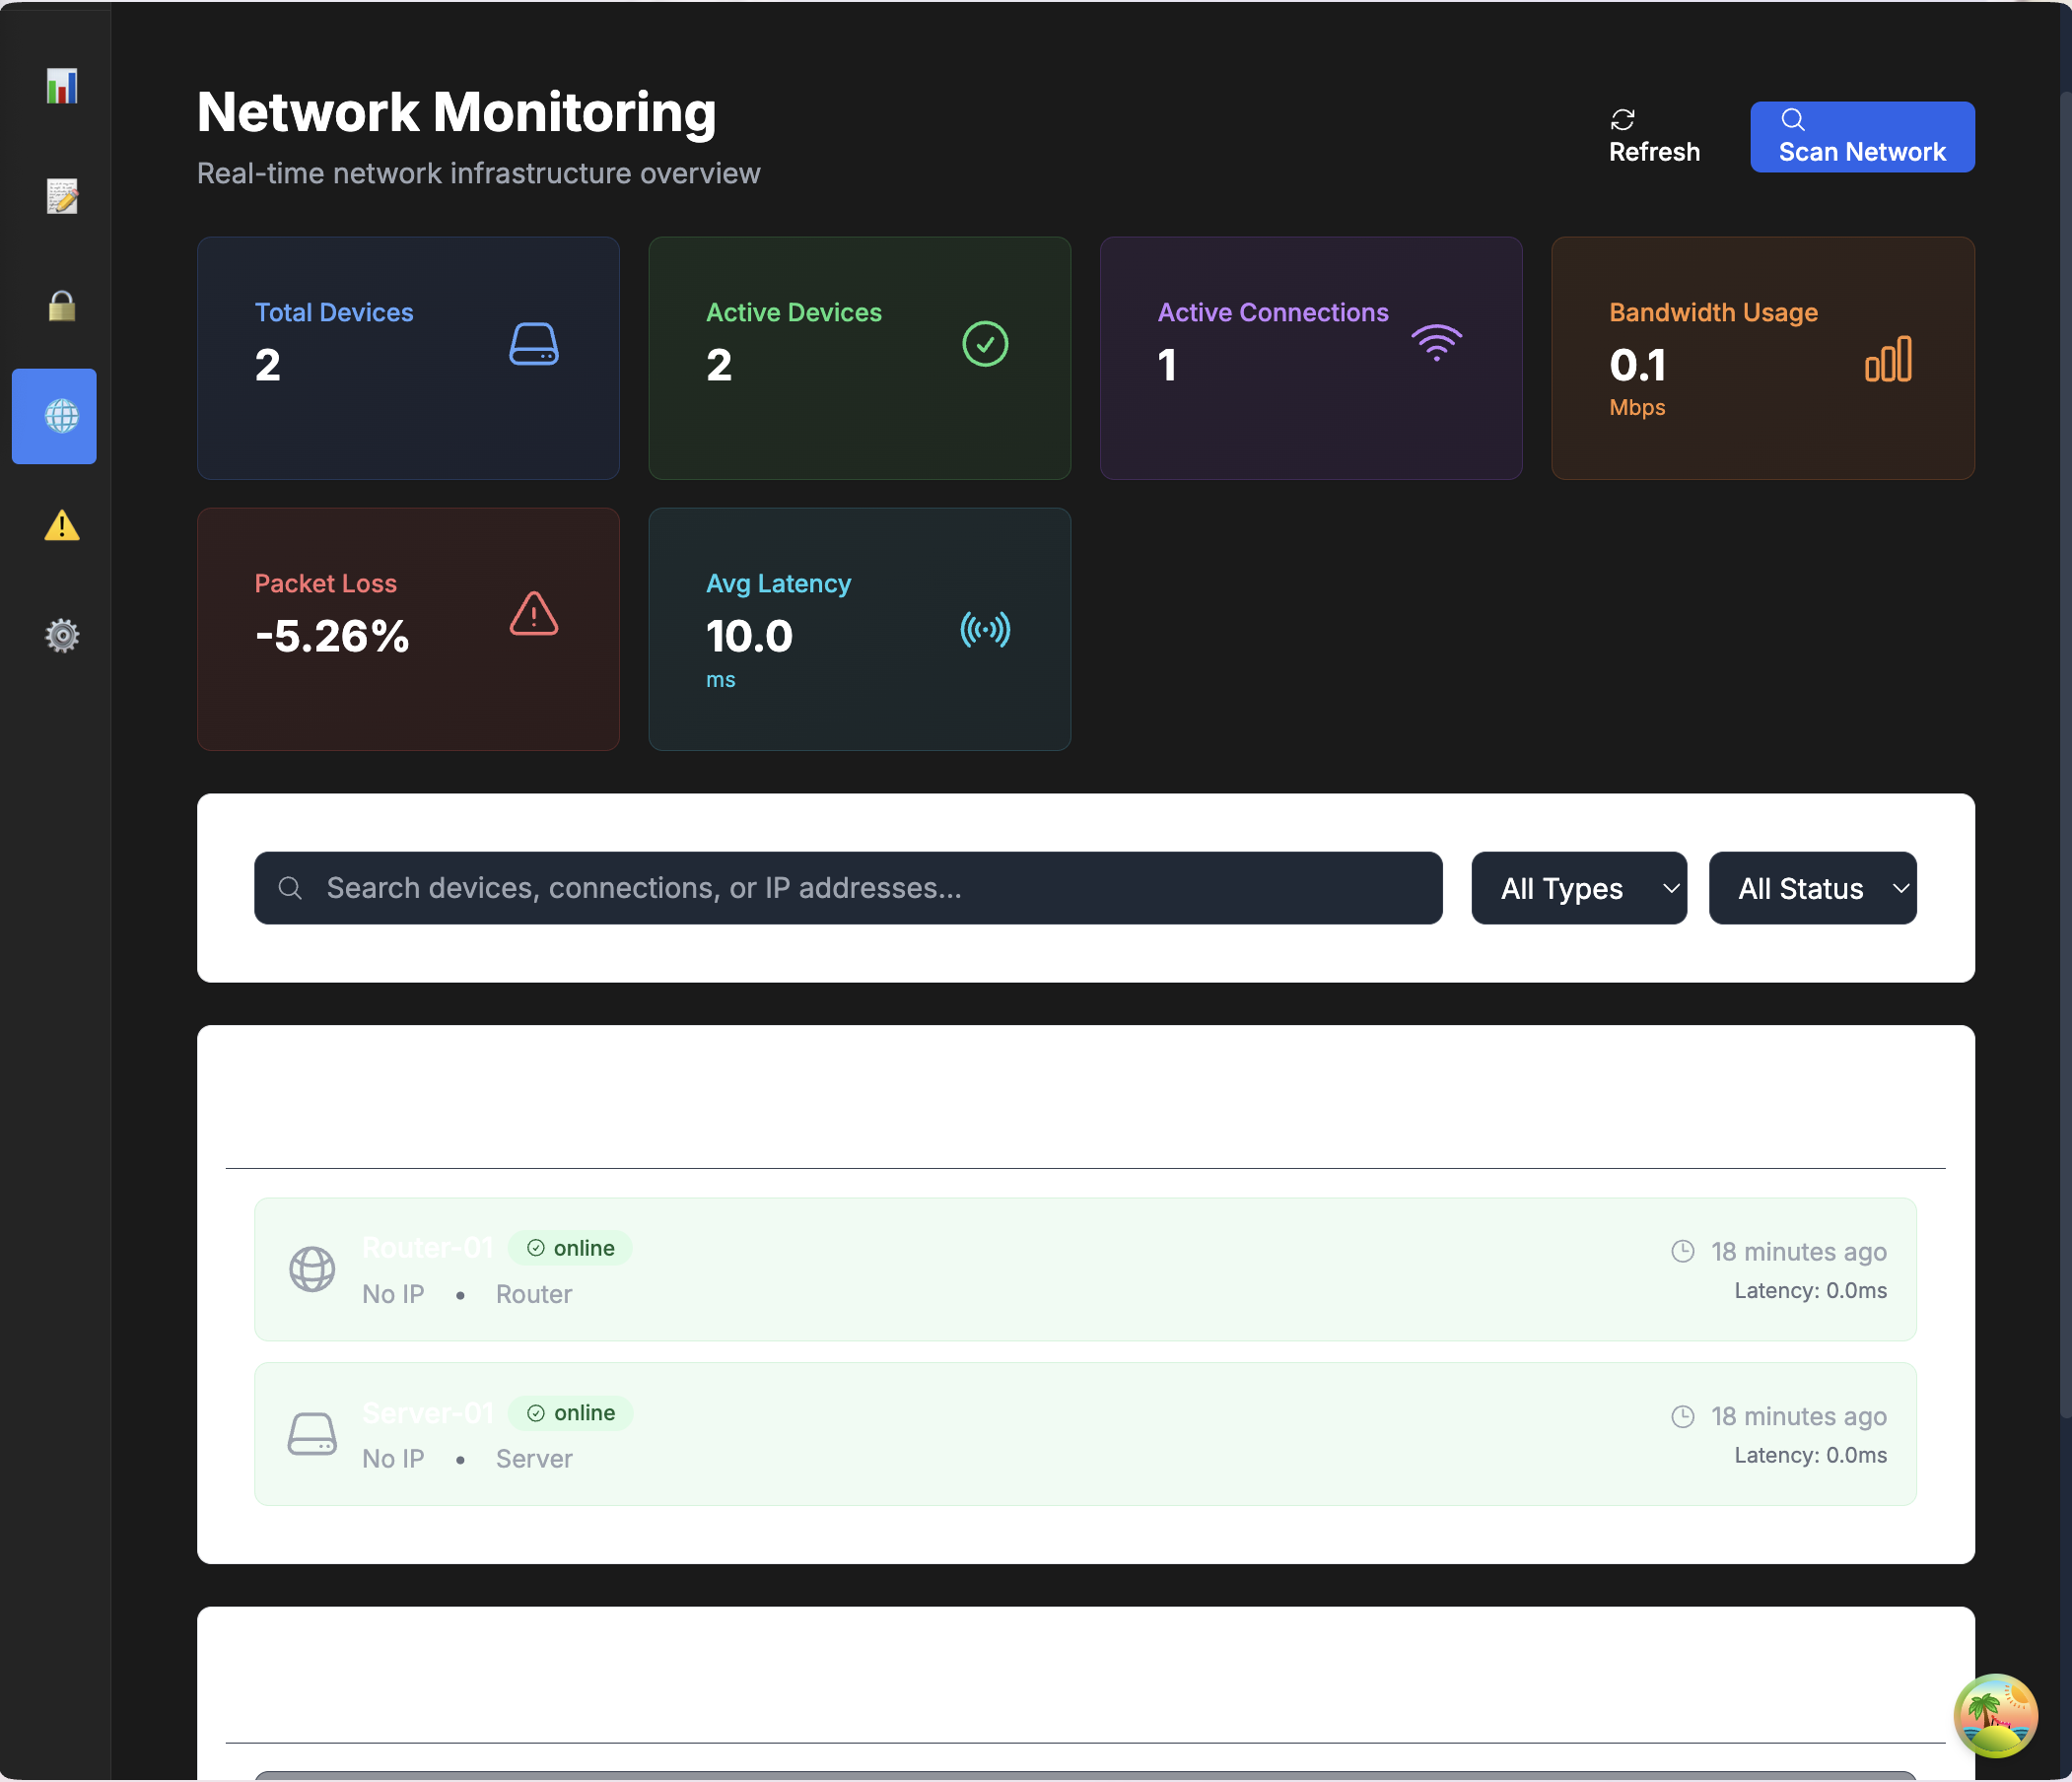 Network Monitoring
Real-time network infrastructure overview
Refresh
Scan Network
Total Devices
2
Active Devices
2
Active Connections
1
Bandwidth Usage
0.1
Mbps
Packet Loss
-5.26%
Avg Latency
10.0
ms
Search devices, connections, or IP addresses...
All Types
All Status
Router-01
online
18 minutes ago
No IP • Router
Latency: 0.0ms
Server-01
online
18 minutes ago
No IP • Server
Latency: 0.0ms